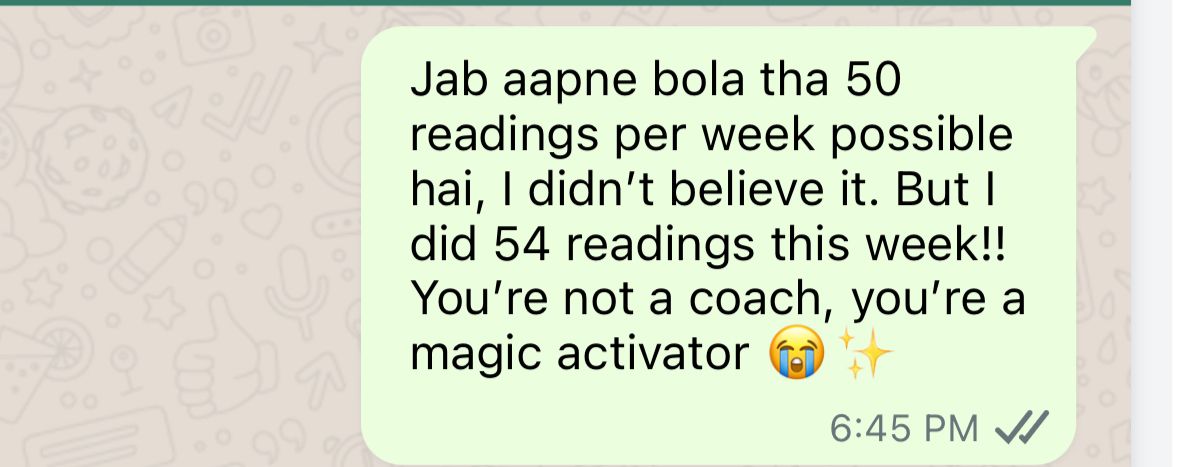 Jab aapne bola tha 50
readings per week possible
hai, I didn’t believe it. But I
did 54 readings this week!!
You’re not a coach, you’re a
magic activator 😭✨
6:45 PM